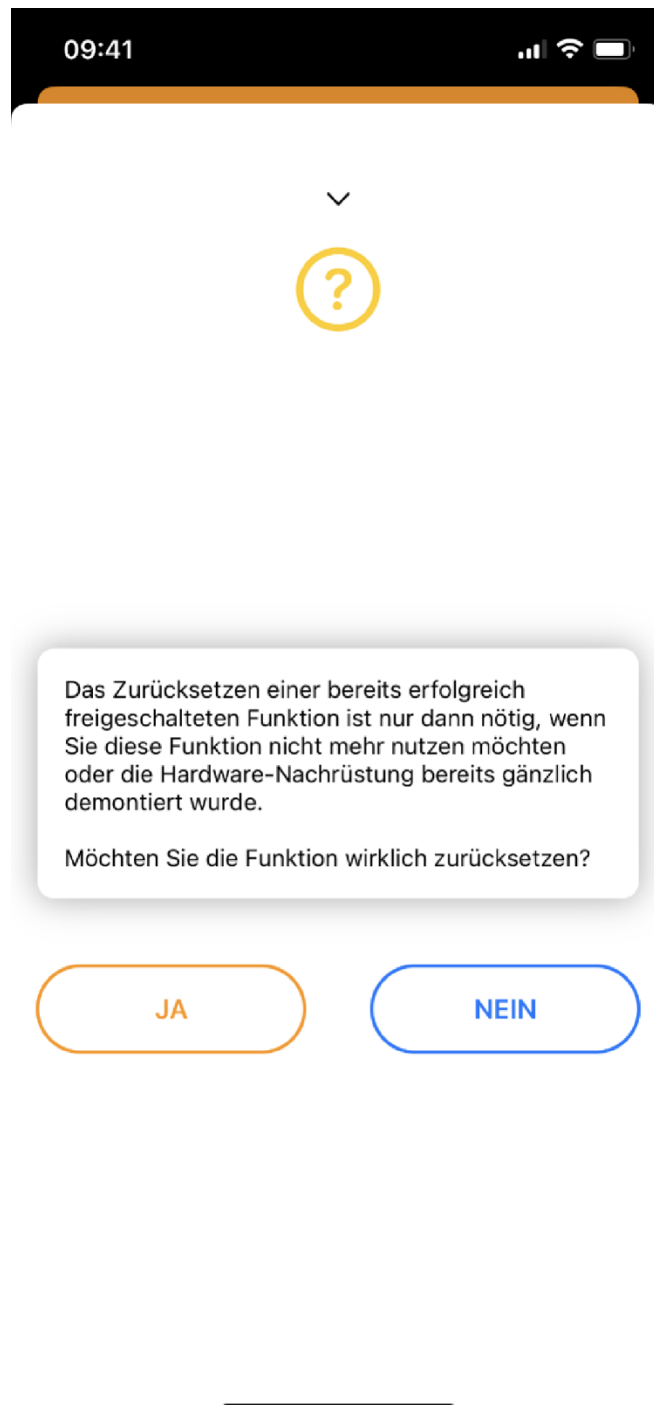 09:41
?
Das Zurücksetzen einer bereits erfolgreich
freigeschalteten Funktion ist nur dann nötig, wenn
Sie diese Funktion nicht mehr nutzen möchten
oder die Hardware-Nachrüstung bereits gänzlich
demontiert wurde.
Möchten Sie die Funktion wirklich zurücksetzen?
JA
NEIN